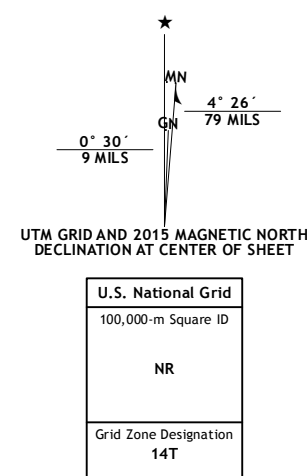 MN
GN
4° 26´
79 MILS
0° 30´
9 MILS
UTM GRID AND 2015 MAGNETIC NORTH
DECLINATION AT CENTER OF SHEET
U.S. National Grid
100,000-m Square ID
NR
Grid Zone Designation
14T